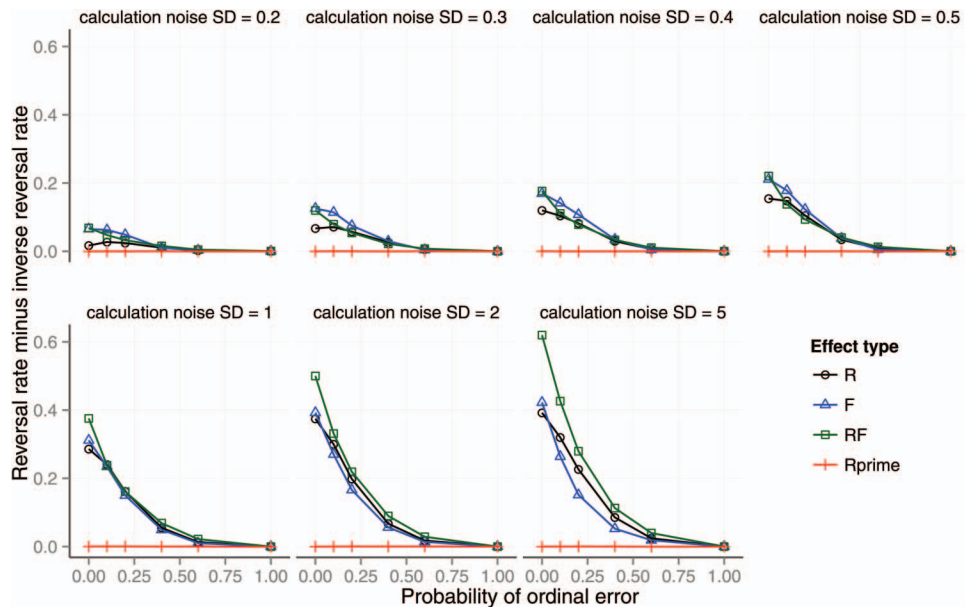 calculation noise SD = 0.2 calculation noise SD = 0.3 calculation noise SD = 0.4 calculation noise SD = 0.5
0.6
0.4
0.2
0.0
Reversal rate minus inverse reversal rate
calculation noise SD = 1 calculation noise SD = 2 calculation noise SD = 5
0.6
0.4
0.2
0.0
Effect type
R
F
RF
Rprime
0.00 0.25 0.50 0.75 1.00 0.00 0.25 0.50 0.75 1.00 0.00 0.25 0.50 0.75 1.00
Probability of ordinal error